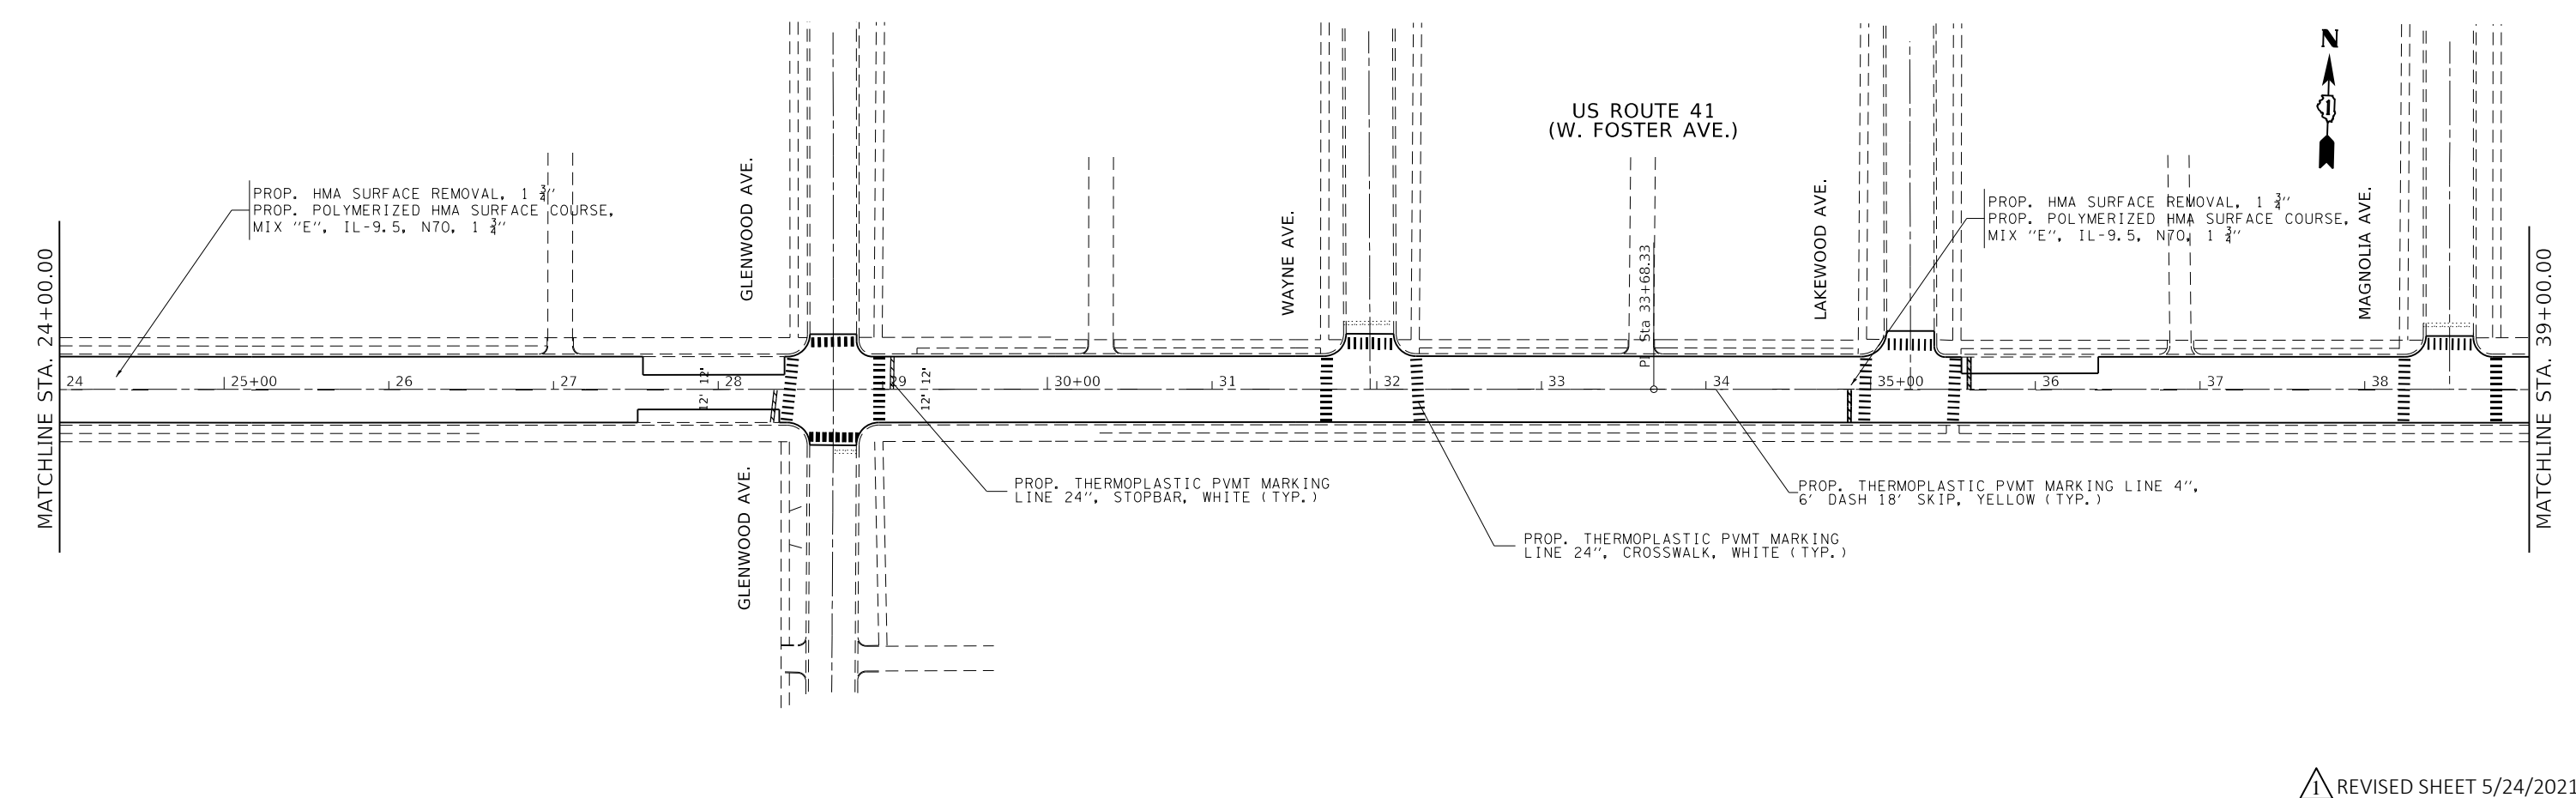 N
1
US ROUTE 41
(W. FOSTER AVE.)
PROP. HMA SURFACE REMOVAL, 1 3/4"
PROP. POLYMERIZED HMA SURFACE COURSE,
MIX "E", IL-9.5, N70, 1 3/4"
GLENWOOD AVE.
WAYNE AVE.
LAKEWOOD AVE.
MAGNOLIA AVE.
PROP. HMA SURFACE REMOVAL, 1 3/4"
PROP. POLYMERIZED HMA SURFACE COURSE,
MIX "E", IL-9.5, N70, 1 3/4"
MATCHLINE STA. 24+00.00
PI Sta 33+68.33
MATCHLINE STA. 39+00.00
24 25+00 26 27 28 29 30+00 31 32 33 34 35+00 36 37 38
12' 12'
12' 12'
GLENWOOD AVE.
PROP. THERMOPLASTIC PVMT MARKING
LINE 24", STOPBAR, WHITE (TYP.)
PROP. THERMOPLASTIC PVMT MARKING LINE 4",
6' DASH 18' SKIP, YELLOW (TYP.)
PROP. THERMOPLASTIC PVMT MARKING
LINE 24", CROSSWALK, WHITE (TYP.)
1 REVISED SHEET 5/24/2021